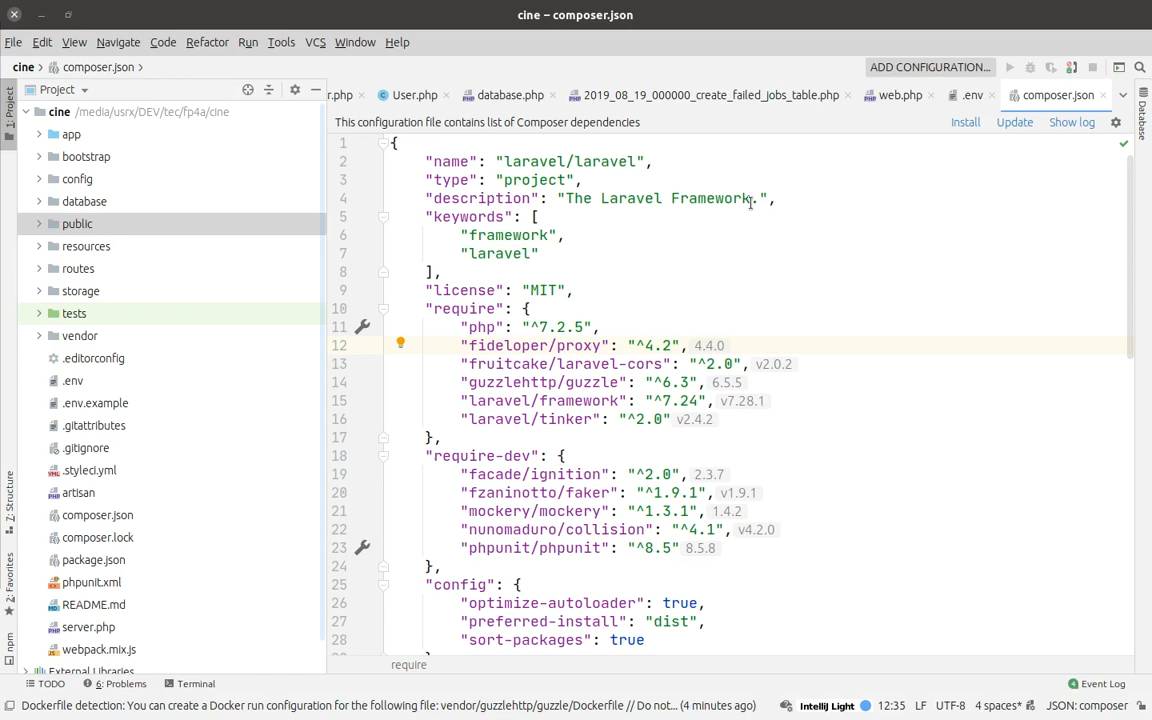 cine – composer.json
File Edit View Navigate Code Refactor Run Tools VCS Window Help
cine composer.json ADD CONFIGURATION...
Project r.php User.php database.php 2019_08_19_000000_create_failed_jobs_table.php web.php .env composer.json
1: Project
Database
cine /media/usrx/DEV/tec/fp4a/cine
app
bootstrap
config
database
public
resources
routes
storage
tests
vendor
.editorconfig
.env
.env.example
.gitattributes
.gitignore
.styleci.yml
artisan
composer.json
composer.lock
package.json
phpunit.xml
README.md
server.php
webpack.mix.js
External Libraries
7: Structure
2: Favorites
npm
This configuration file contains list of Composer dependencies Install Update Show log
1 {
2 "name": "laravel/laravel",
3 "type": "project",
4 "description": "The Laravel Framework.",
5 "keywords": [
6 "framework",
7 "laravel"
8 ],
9 "license": "MIT",
10 "require": {
11 "php": "^7.2.5",
12 "fideloper/proxy": "^4.2", 4.4.0
13 "fruitcake/laravel-cors": "^2.0", v2.0.2
14 "guzzlehttp/guzzle": "^6.3", 6.5.5
15 "laravel/framework": "^7.24", v7.28.1
16 "laravel/tinker": "^2.0" v2.4.2
17 },
18 "require-dev": {
19 "facade/ignition": "^2.0", 2.3.7
20 "fzaninotto/faker": "^1.9.1", v1.9.1
21 "mockery/mockery": "^1.3.1", 1.4.2
22 "nunomaduro/collision": "^4.1", v4.2.0
23 "phpunit/phpunit": "^8.5" 8.5.8
24 },
25 "config": {
26 "optimize-autoloader": true,
27 "preferred-install": "dist",
28 "sort-packages": true
require
TODO 6: Problems Terminal 4 Event Log
Dockerfile detection: You can create a Docker run configuration for the following file: vendor/guzzlehttp/guzzle/Dockerfile // Do not... (4 minutes ago) IntelliJ Light 12:35 LF UTF-8 4 spaces* JSON: composer